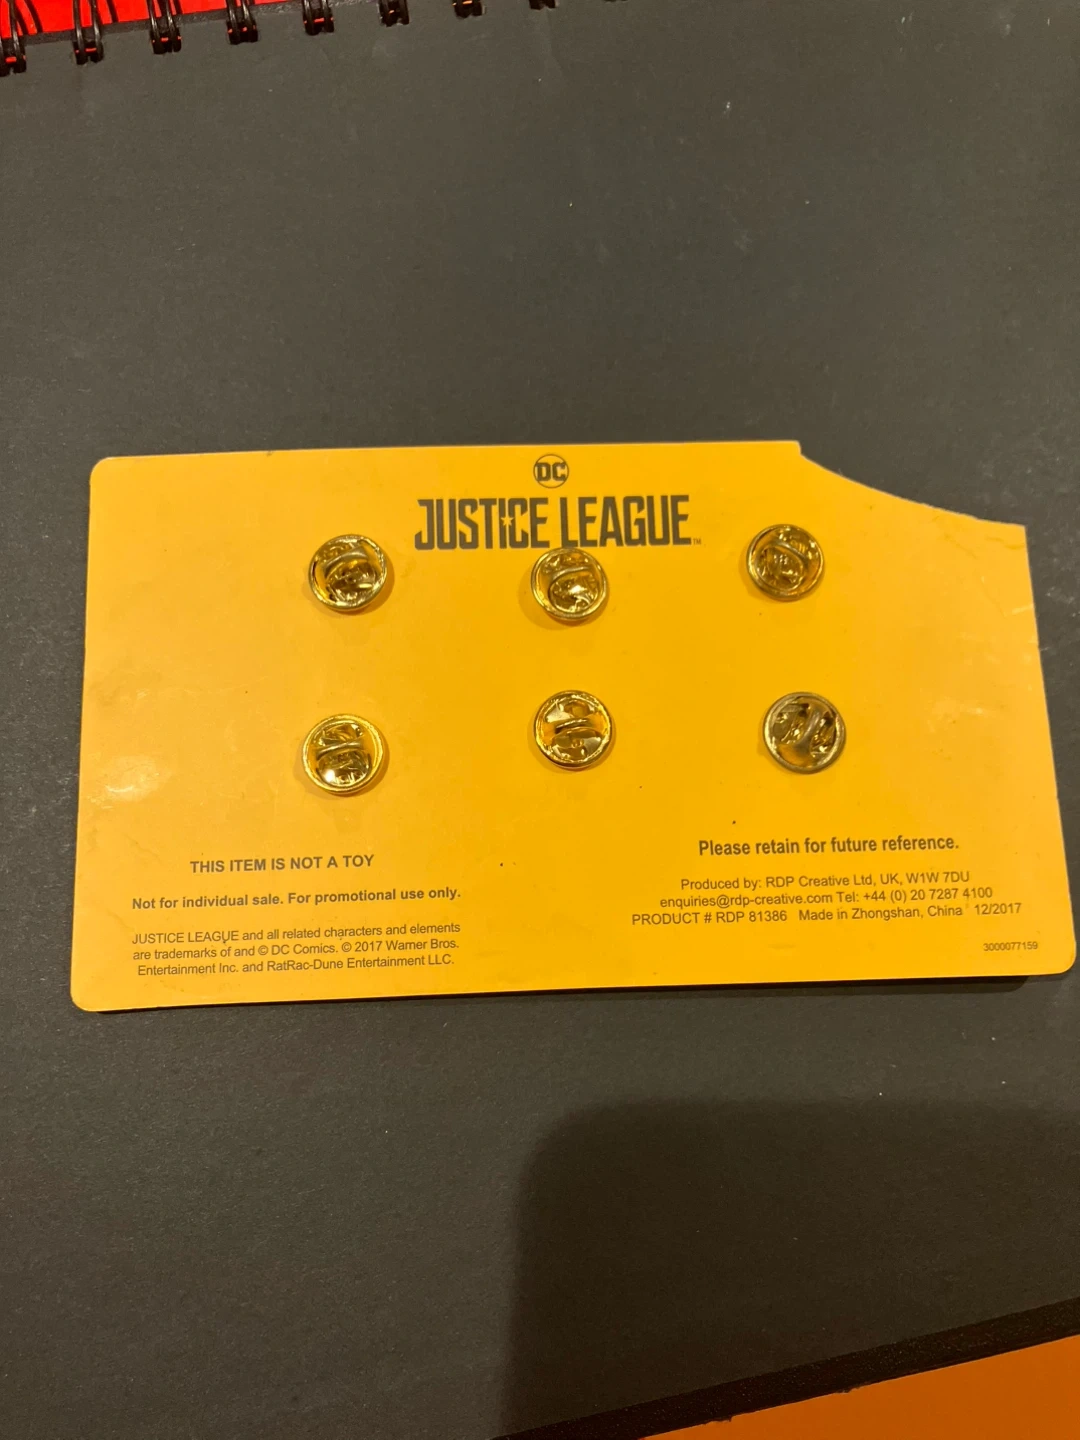 DC
JUSTICE LEAGUE™
THIS ITEM IS NOT A TOY
Not for individual sale. For promotional use only.
JUSTICE LEAGUE and all related characters and elements
are trademarks of and © DC Comics. © 2017 Warner Bros.
Entertainment Inc. and RatRac-Dune Entertainment LLC.
Please retain for future reference.
Produced by: RDP Creative Ltd, UK, W1W 7DU
enquiries@rdp-creative.com Tel: +44 (0) 20 7287 4100
PRODUCT # RDP 81386 Made in Zhongshan, China 12/2017
3000077159